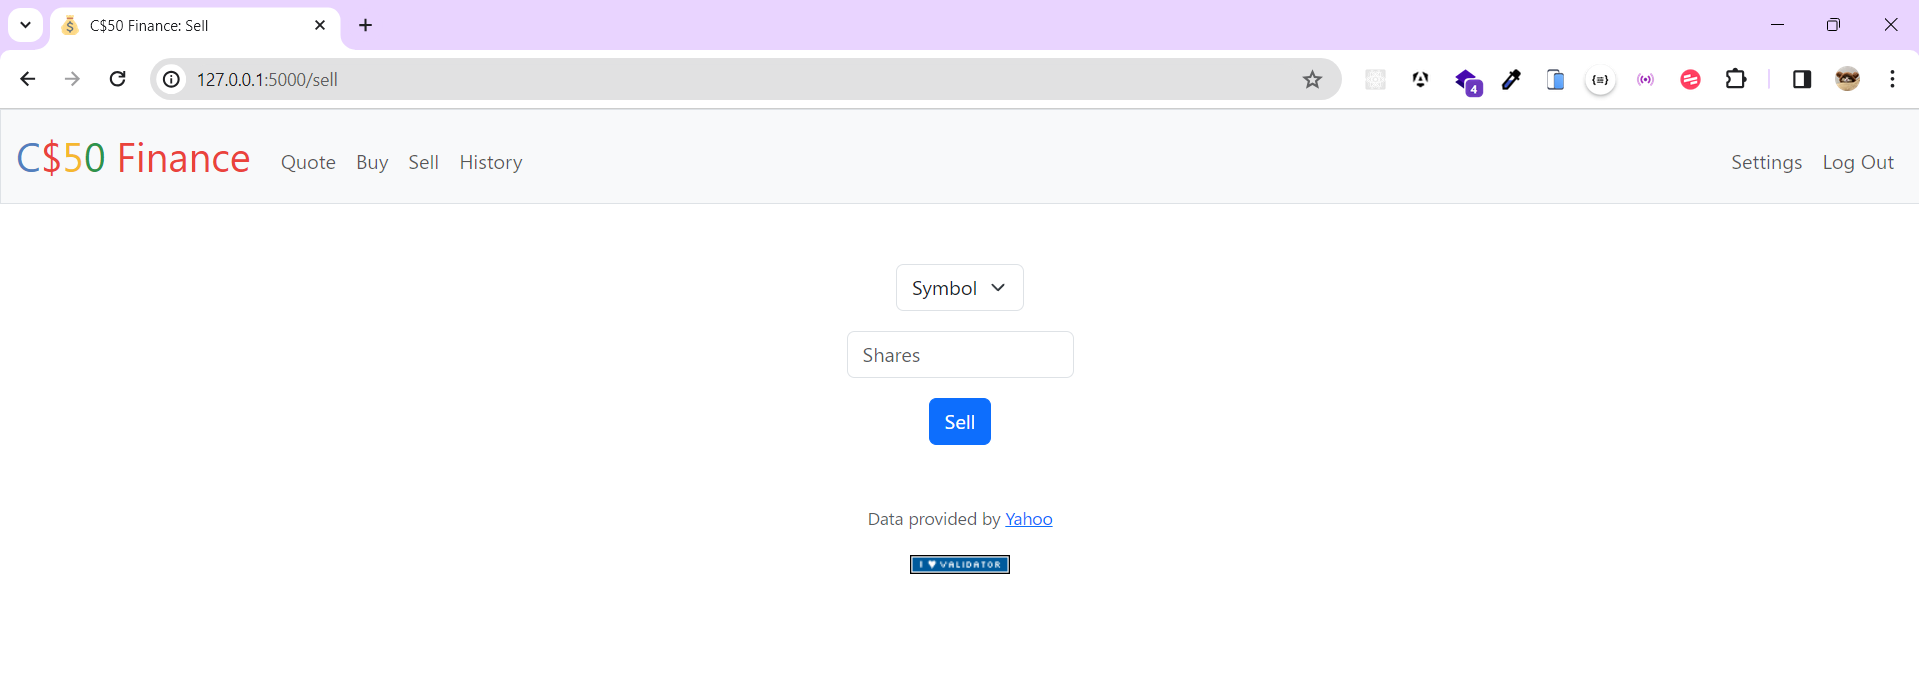 C$50 Finance: Sell
127.0.0.1:5000/sell
4
C$50 Finance Quote Buy Sell History Settings Log Out
Symbol
Shares
Sell
Data provided by Yahoo
I ♥ VALIDATOR